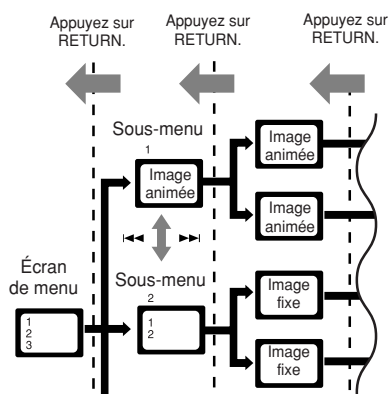 Appuyez sur
RETURN.
Appuyez sur
RETURN.
Appuyez sur
RETURN.
Sous-menu
1
Image
animée
Image
animée
Image
animée
Écran
de menu
1
2
3
Sous-menu
2
1
2
Image
fixe
Image
fixe